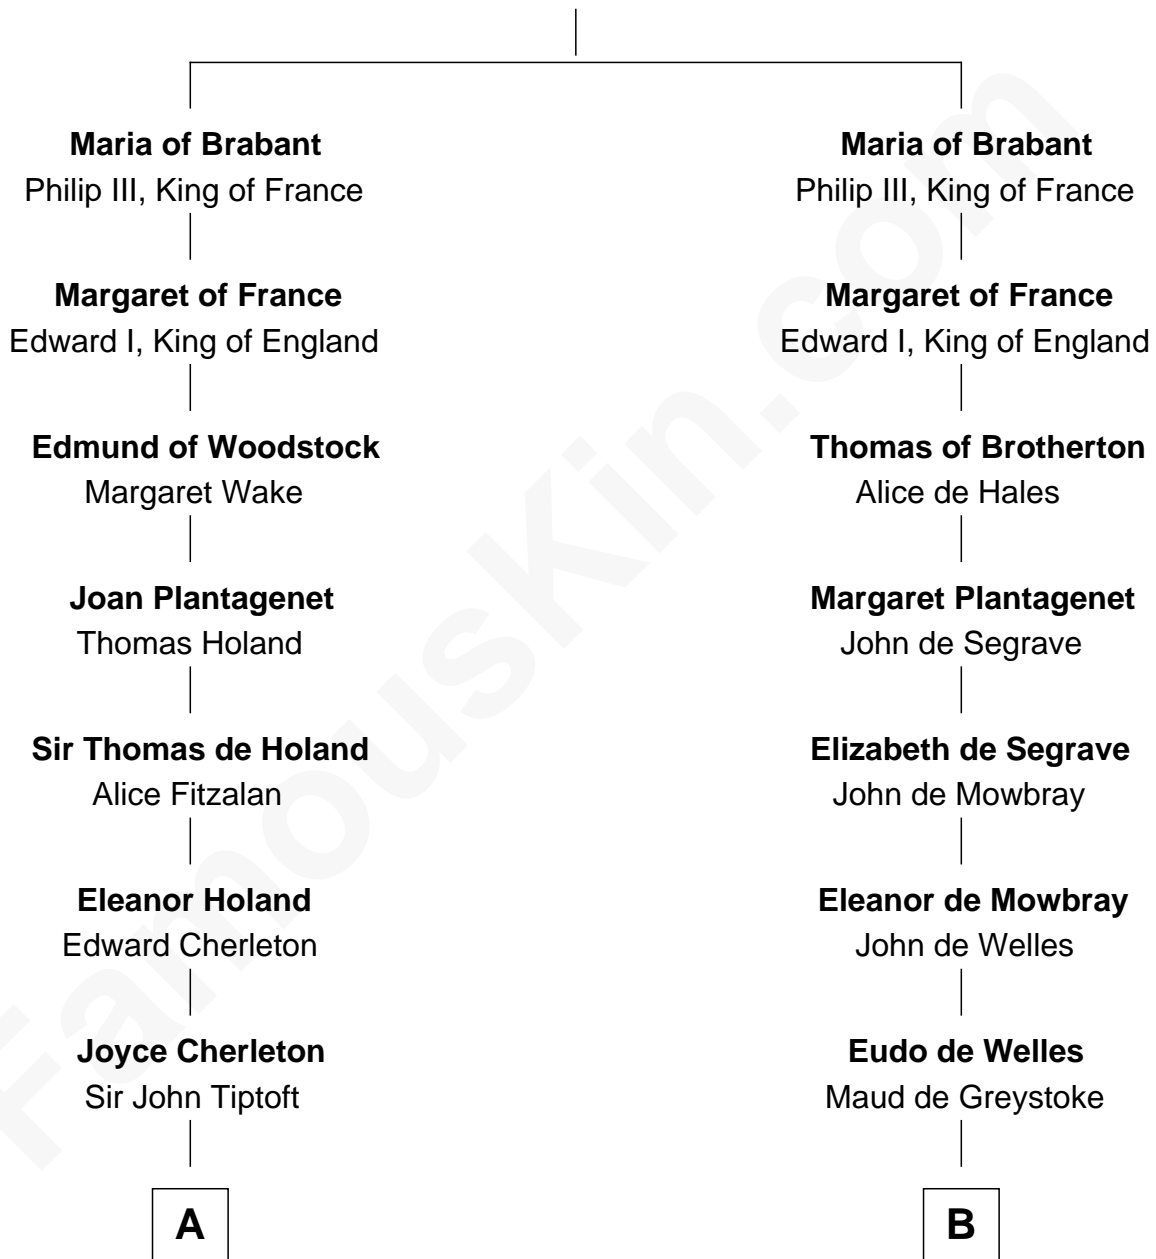 Maria of Brabant
Philip III, King of France
Margaret of France
Edward I, King of England
Edmund of Woodstock
Margaret Wake
Joan Plantagenet
Thomas Holand
Sir Thomas de Holand
Alice Fitzalan
Eleanor Holand
Edward Cherleton
Joyce Cherleton
Sir John Tiptoft
A
Maria of Brabant
Philip III, King of France
Margaret of France
Edward I, King of England
Thomas of Brotherton
Alice de Hales
Margaret Plantagenet
John de Segrave
Elizabeth de Segrave
John de Mowbray
Eleanor de Mowbray
John de Welles
Eudo de Welles
Maud de Greystoke
B
FamousKin.com